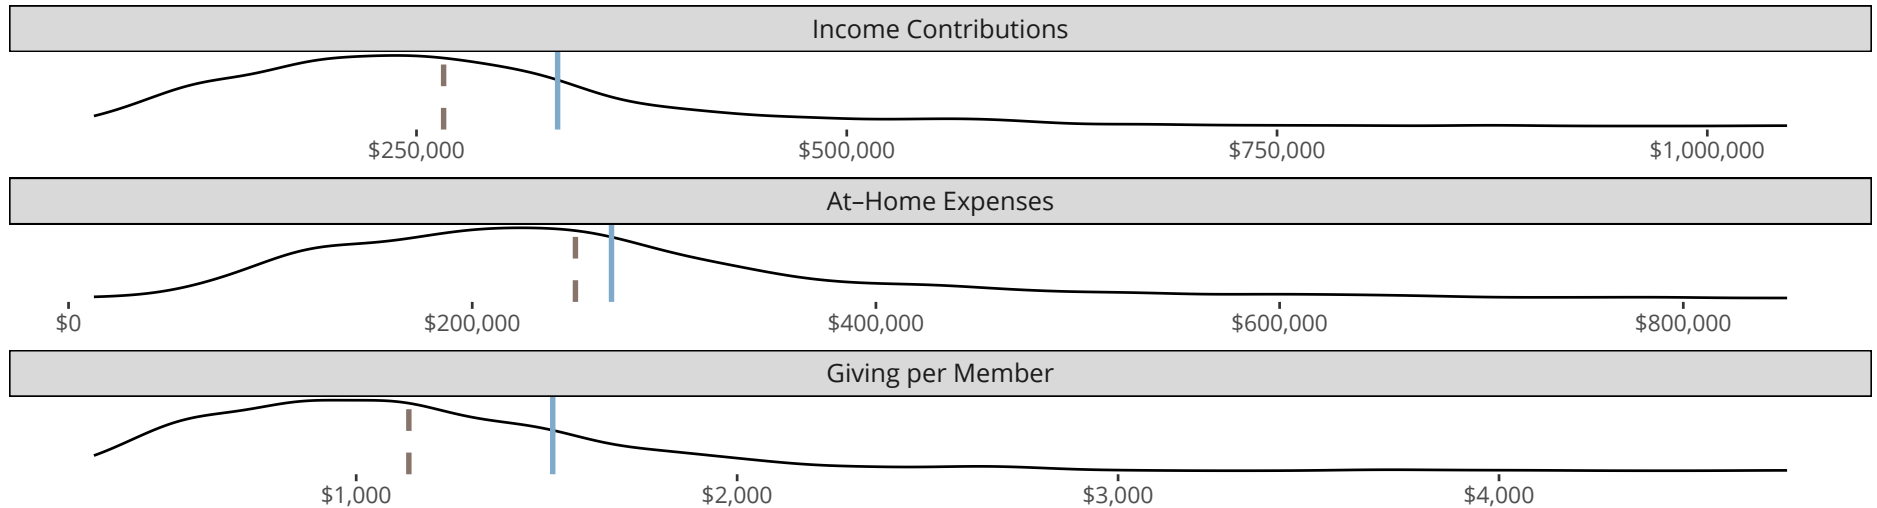 Income Contributions
$250,000 $500,000 $750,000 $1,000,000
At–Home Expenses
$0 $200,000 $400,000 $600,000 $800,000
Giving per Member
$1,000 $2,000 $3,000 $4,000